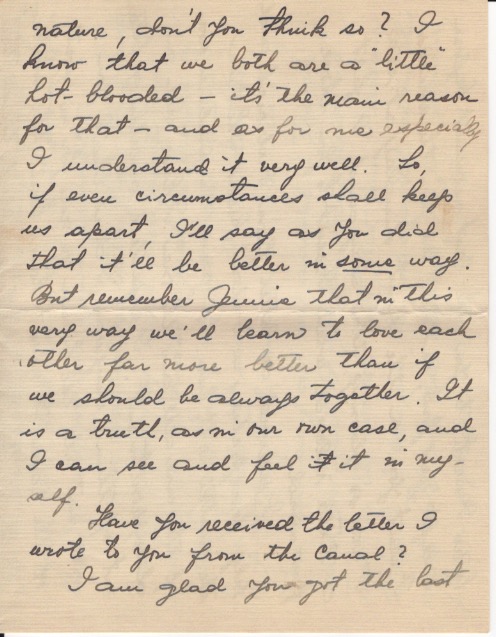 nature, don't you think so? I
know that we both are a "little"
hot-blooded – it's the main reason
for that – and as for me especially
I understand it very well. So,
if even circumstances shall keep
us apart, I'll say as you did
that it'll be better in some way.
But remember Jennie that in this
very way we'll learn to love each
other far more better than if
we should be always together. It
is a truth, as in our own case, and
I can see and feel it it in my-
self.
Have you received the letter I
wrote to you from the Canal?
I am glad you got the last